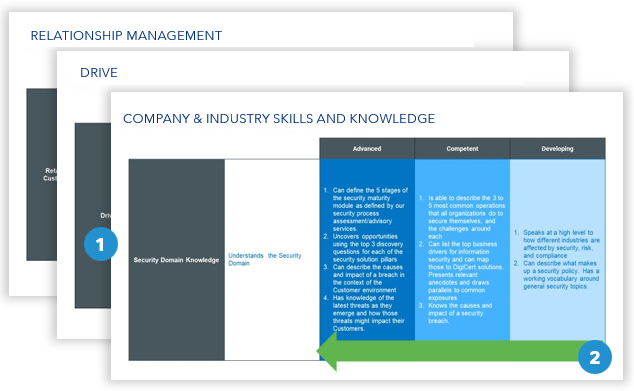 RELATIONSHIP MANAGEMENT
DRIVE
COMPANY & INDUSTRY SKILLS AND KNOWLEDGE
Advanced
Competent
Developing
Security Domain Knowledge
Understands the Security
Domain
1. Can define the 5 stages of
the security maturity
module as defined by our
security process
assessment/advisory
services.
2. Uncovers opportunities
using the top 3 discovery
questions for each of the
security solution pillars
3. Can describe the causes
and impact of a breach in
the context of the
Customer environment
4. Has knowledge of the
latest threats as they
emerge and how those
threats might impact their
Customers.
1. Is able to describe the 3 to
5 most common operations
that all organizations do to
secure themselves, and
the challenges around
each
2. Can list the top business
drivers for information
security and can map
those to DigiCert solutions.
Presents relevant
anecdotes and draws
parallels to common
exposures
3. Knows the causes and
impact of a security
breach.
1. Speaks at a high level to
how different industries are
affected by security, risk,
and compliance
2. Can describe what makes
up a security policy. Has a
working vocabulary around
general security topics.
1
2